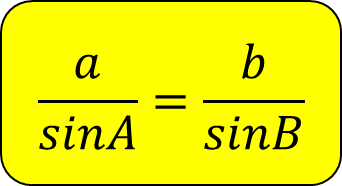 a/sinA = b/sinB